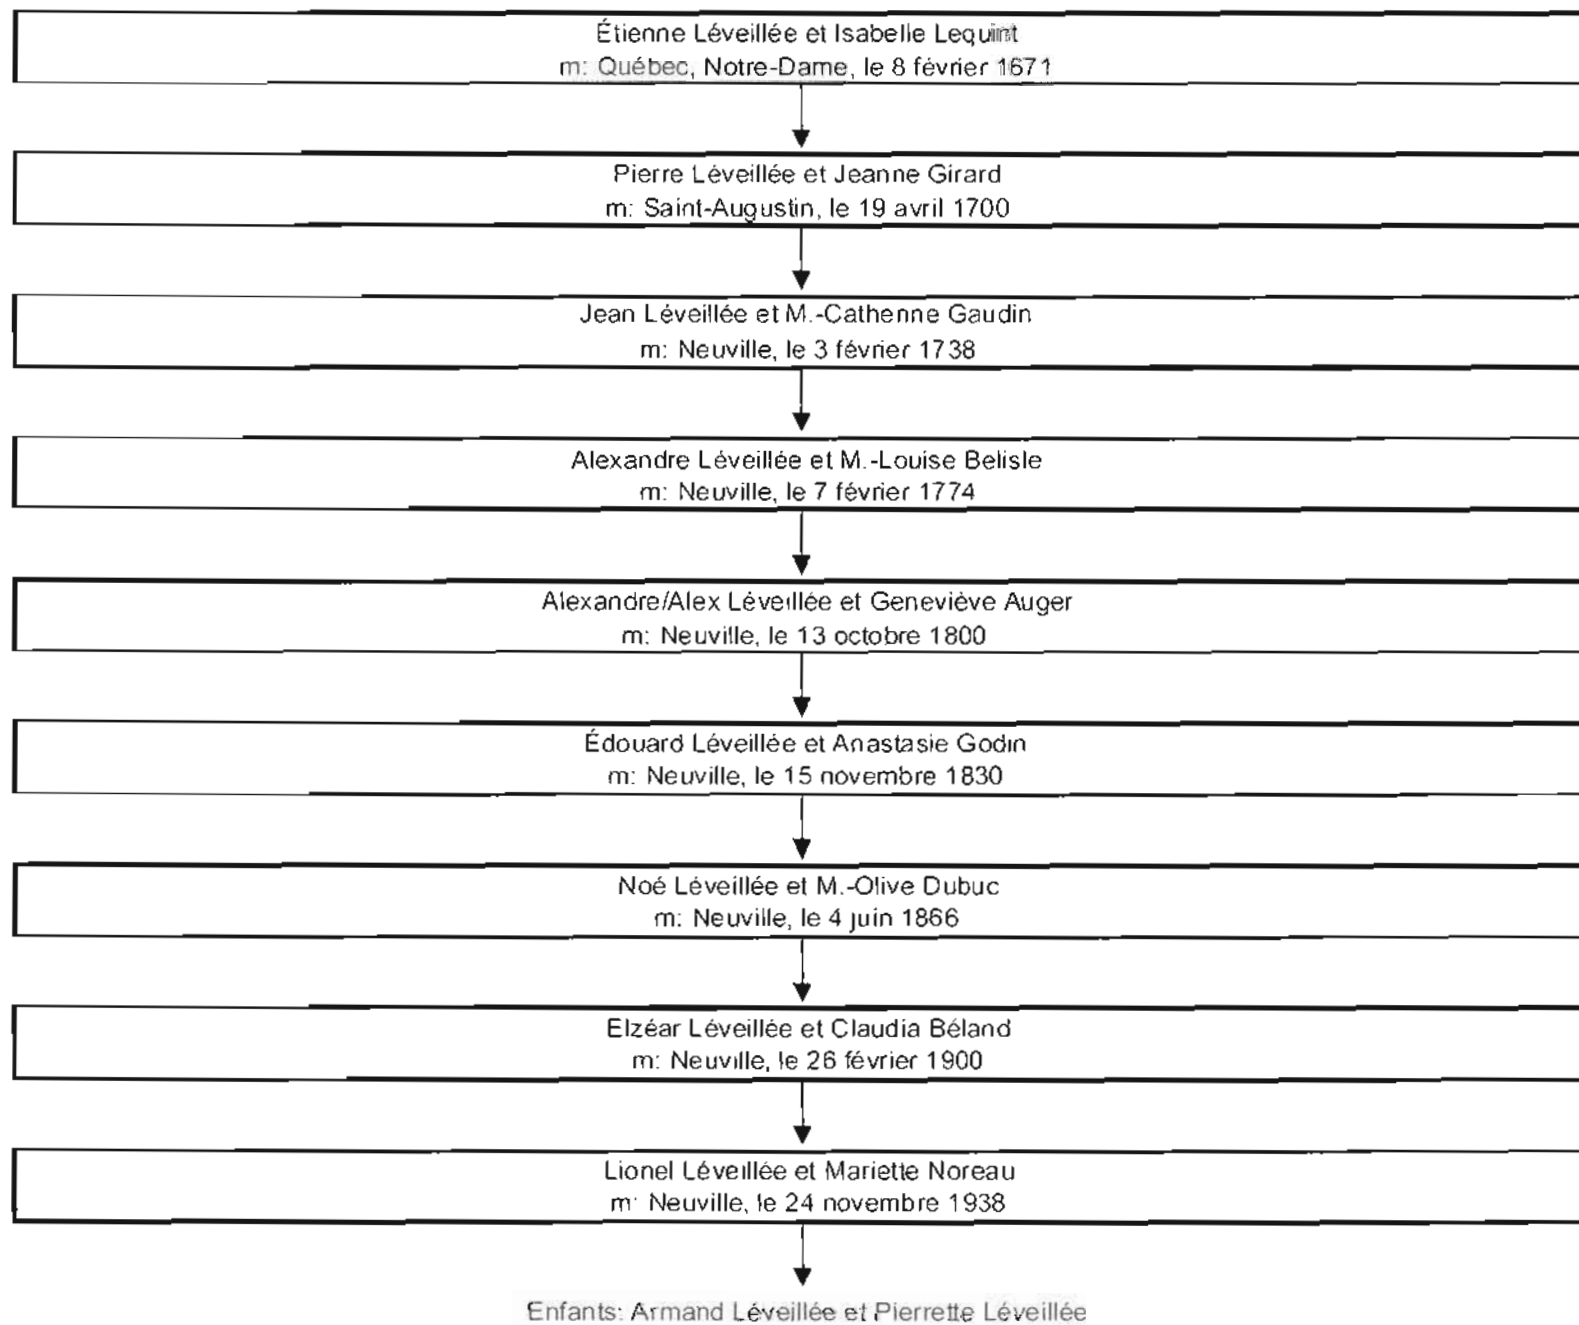 Étienne Léveillée et Isabelle Lequint
m: Québec, Notre-Dame, le 8 février 1671
Pierre Léveillée et Jeanne Girard
m: Saint-Augustin, le 19 avril 1700
Jean Léveillée et M.-Cathenne Gaudin
m: Neuville, le 3 février 1738
Alexandre Léveillée et M.-Louise Belisle
m: Neuville, le 7 février 1774
Alexandre/Alex Léveillée et Geneviève Auger
m: Neuville, le 13 octobre 1800
Édouard Léveillée et Anastasie Godin
m: Neuville, le 15 novembre 1830
Noé Léveillée et M.-Olive Dubuc
m: Neuville, le 4 juin 1866
Elzéar Léveillée et Claudia Béland
m: Neuville, le 26 février 1900
Lionel Léveillée et Mariette Noreau
m: Neuville, le 24 novembre 1938
Enfants: Armand Léveillée et Pierrette Léveillée